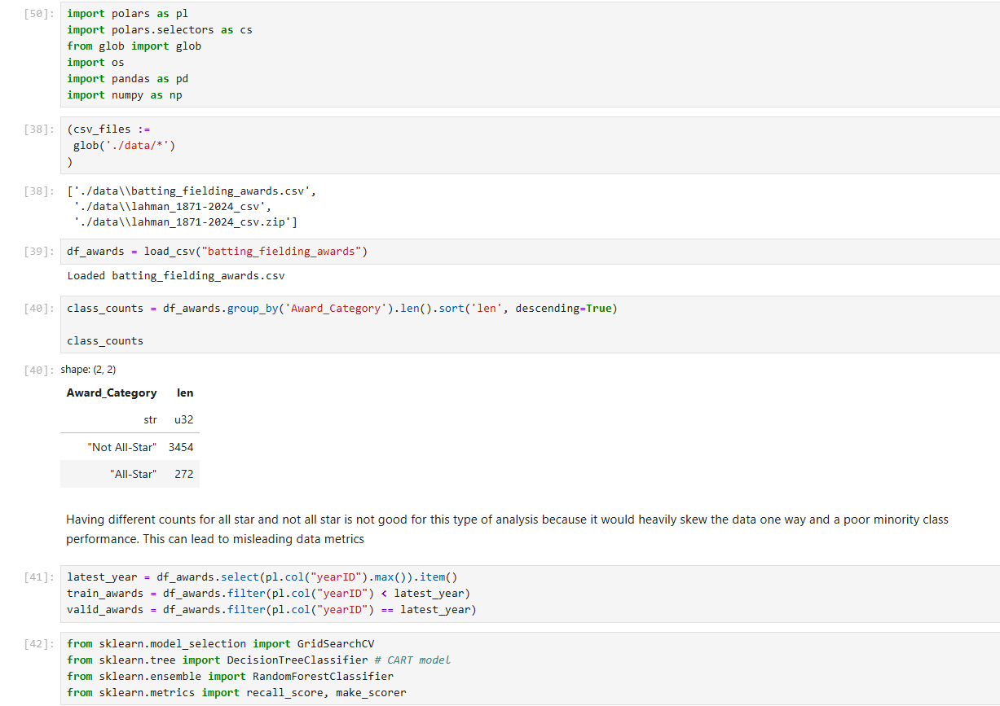 [50]: import polars as pl
import polars.selectors as cs
from glob import glob
import os
import pandas as pd
import numpy as np
[38]: (csv_files :=
glob('./data/*')
)
[38]: ['./data\\batting_fielding_awards.csv',
'./data\\lahman_1871-2024_csv',
'./data\\lahman_1871-2024_csv.zip']
[39]: df_awards = load_csv("batting_fielding_awards")
Loaded batting_fielding_awards.csv
[40]: class_counts = df_awards.group_by('Award_Category').len().sort('len', descending=True)
class_counts
[40]: shape: (2, 2)
Award_Category len
str u32
"Not All-Star" 3454
"All-Star" 272
Having different counts for all star and not all star is not good for this type of analysis because it would heavily skew the data one way and a poor minority class
performance. This can lead to misleading data metrics
[41]: latest_year = df_awards.select(pl.col("yearID").max()).item()
train_awards = df_awards.filter(pl.col("yearID") < latest_year)
valid_awards = df_awards.filter(pl.col("yearID") == latest_year)
[42]: from sklearn.model_selection import GridSearchCV
from sklearn.tree import DecisionTreeClassifier # CART model
from sklearn.ensemble import RandomForestClassifier
from sklearn.metrics import recall_score, make_scorer